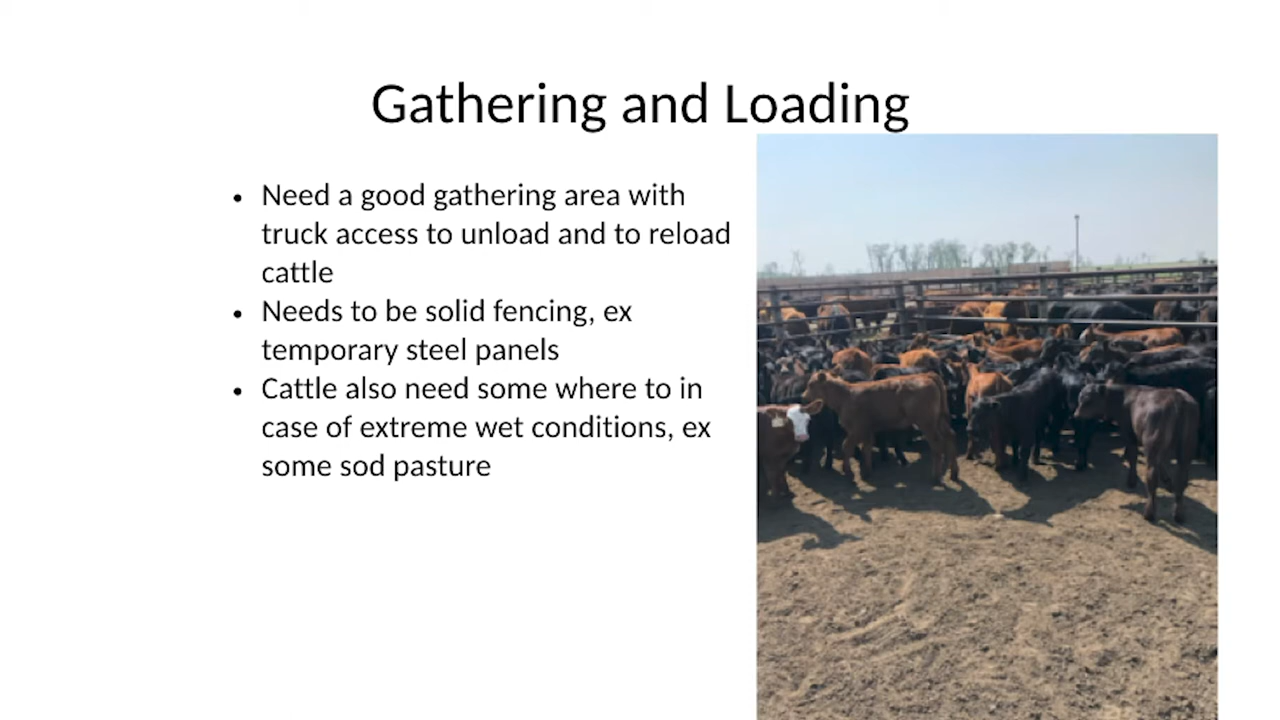 Gathering and Loading
• Need a good gathering area with
truck access to unload and to reload
cattle
• Needs to be solid fencing, ex
temporary steel panels
• Cattle also need some where to in
case of extreme wet conditions, ex
some sod pasture